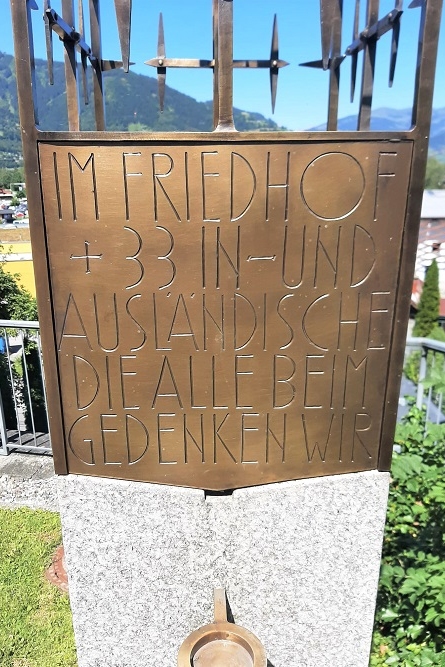 IM FRIEDHOF
+ 33 IN- UND
AUSLÄNDISCHE
DIE ALLE BEIM
GEDENKEN WIR